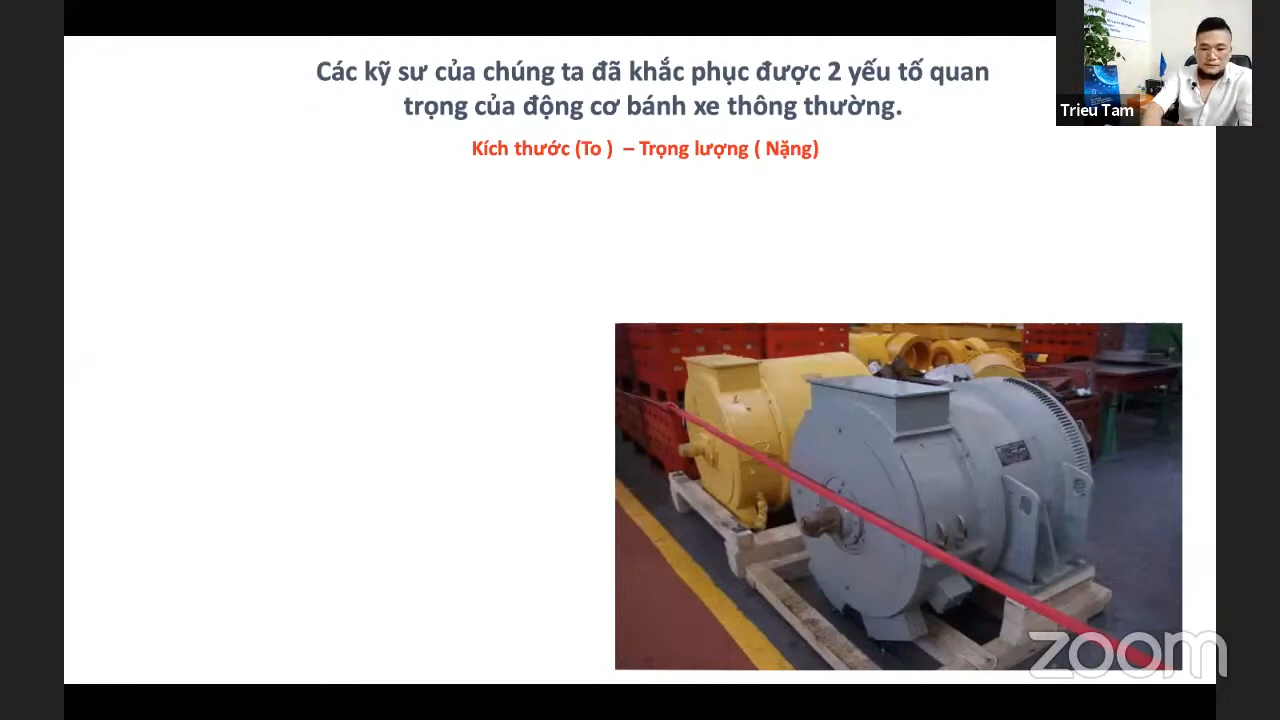 Các kỹ sư của chúng ta đã khắc phục được 2 yếu tố quan
trọng của động cơ bánh xe thông thường.
Kích thước (To ) – Trọng lượng ( Nặng)
Trieu Tam
zoom